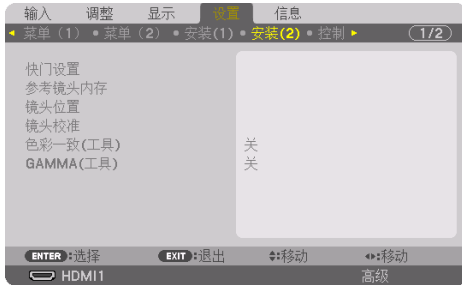 输入 调整 显示 设置 信息
◂ 菜单（1） ● 菜单（2） ● 安装(1) ● 安装(2) ● 控制 ▸ (1/2)
快门设置
参考镜头内存
镜头位置
镜头校准
色彩一致(工具) 关
GAMMA(工具) 关
ENTER:选择 EXIT:退出 ♦:移动 ◂▸:移动
HDMI1 高级